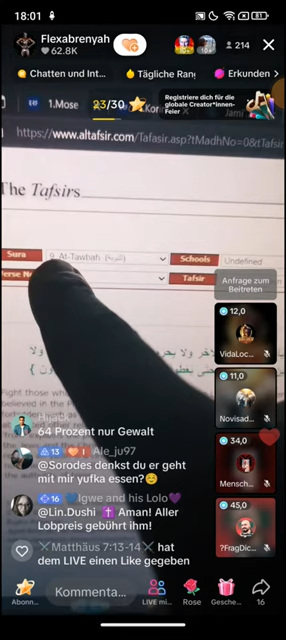 18:01
Flexabrenyah
62.8K
214
Chatten und Int...
Tägliche Rang
Erkunden
1.Mose
23/30
Registriere dich für die
globale Creator*innen-
Feier
https://www.altafsir.com/Tafasir.asp?tMadhNo=0&tTafsir
The Tafsirs
Sura
9. At-Tawbah (التوبة)
Schools
Undefined
Tafsir
Anfrage zum
Beitreten
12,0
VidaLoc...
11,0
Novisad...
34,0
Mensch...
45,0
?FragDic...
64 Prozent nur Gewalt
13
1
Ale_ju97
@Sorodes denkst du er geht
mit mir yufka essen?☺️
16
💙Igwe and his Lolo💜
@Lin.Dushi ✝️ Aman! Aller
Lobpreis gebührt ihm!
⚔Matthäus 7:13-14⚔ hat
dem LIVE einen Like gegeben
Abonn...
Kommenta...
LIVE mi...
Rose
Gesche...
16